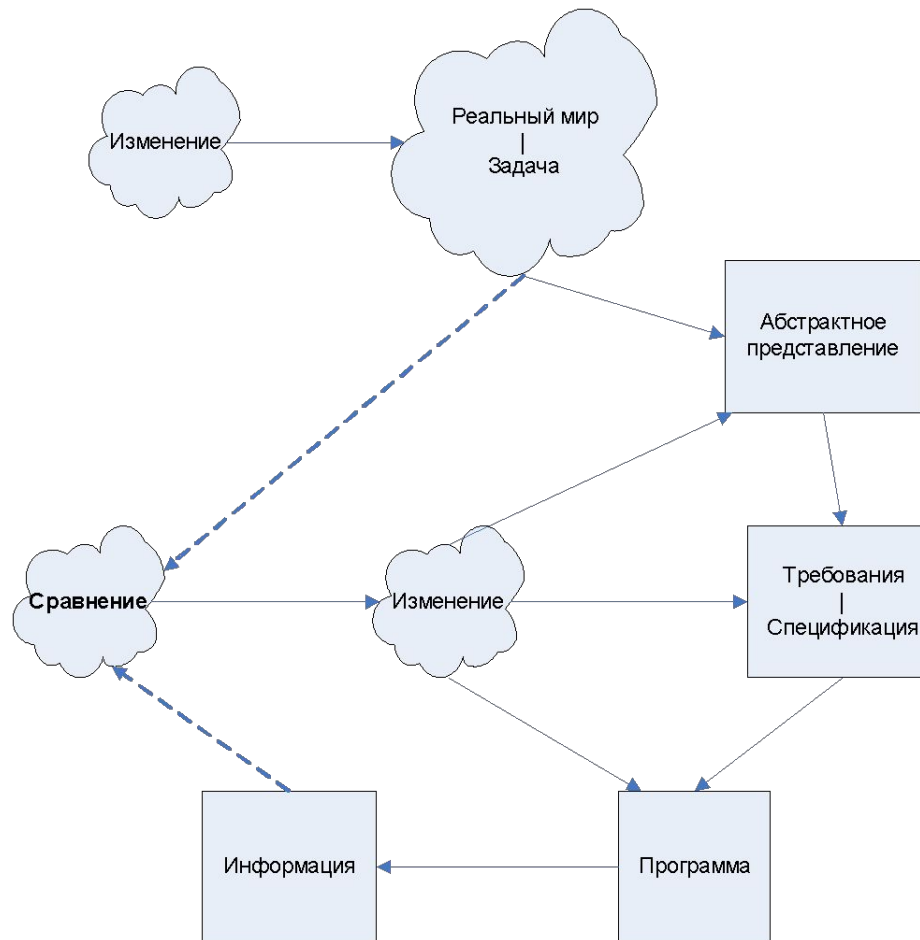 Реальный мир
|
Задача
Изменение
Абстрактное
представление
Сравнение
Изменение
Требования
|
Спецификация
Информация
Программа